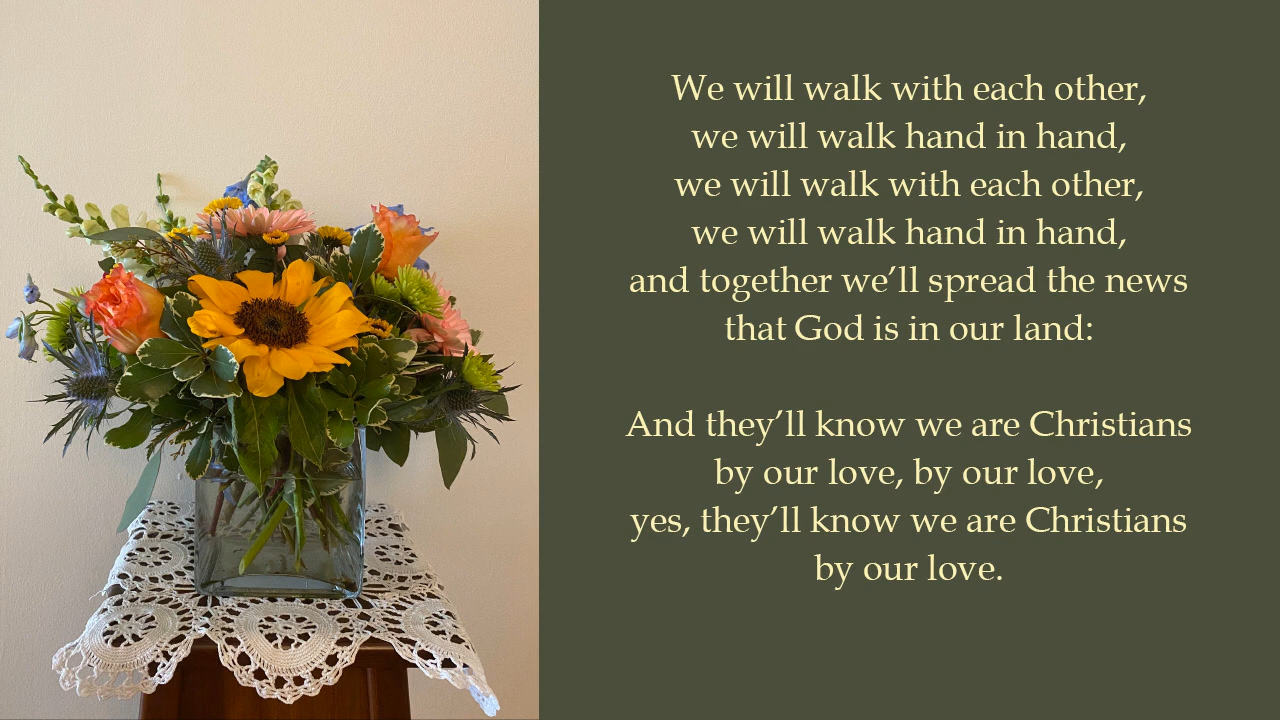 We will walk with each other,
we will walk hand in hand,
we will walk with each other,
we will walk hand in hand,
and together we’ll spread the news
that God is in our land:
And they’ll know we are Christians
by our love, by our love,
yes, they’ll know we are Christians
by our love.